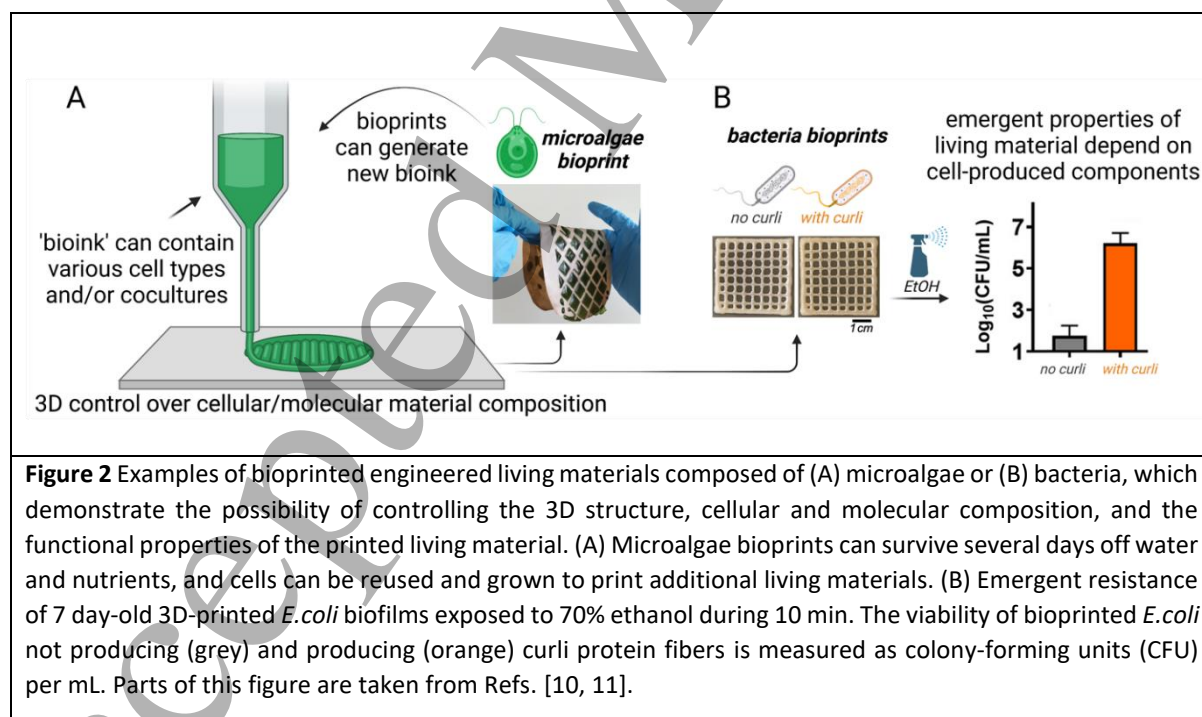 A
bioprints
can generate
new bioink
microalgae
bioprint
'bioink' can contain
various cell types
and/or cocultures
3D control over cellular/molecular material composition
B
bacteria bioprints
no curli with curli
1cm
EtOH
emergent properties of
living material depend on
cell-produced components
Log10(CFU/mL)
7
5
3
1
no curli with curli
Figure 2 Examples of bioprinted engineered living materials composed of (A) microalgae or (B) bacteria, which
demonstrate the possibility of controlling the 3D structure, cellular and molecular composition, and the
functional properties of the printed living material. (A) Microalgae bioprints can survive several days off water
and nutrients, and cells can be reused and grown to print additional living materials. (B) Emergent resistance
of 7 day-old 3D-printed E.coli biofilms exposed to 70% ethanol during 10 min. The viability of bioprinted E.coli
not producing (grey) and producing (orange) curli protein fibers is measured as colony-forming units (CFU)
per mL. Parts of this figure are taken from Refs. [10, 11].
cepted M